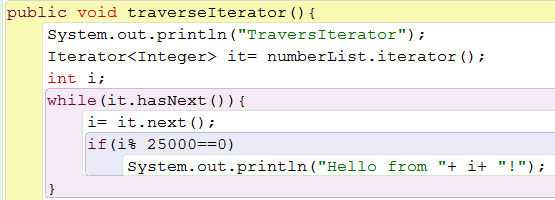 public void traverseIterator(){
System.out.println("TraversIterator");
Iterator<Integer> it= numberList.iterator();
int i;
while(it.hasNext()){
i= it.next();
if(i% 25000==0)
System.out.println("Hello from "+ i+ "!");
}